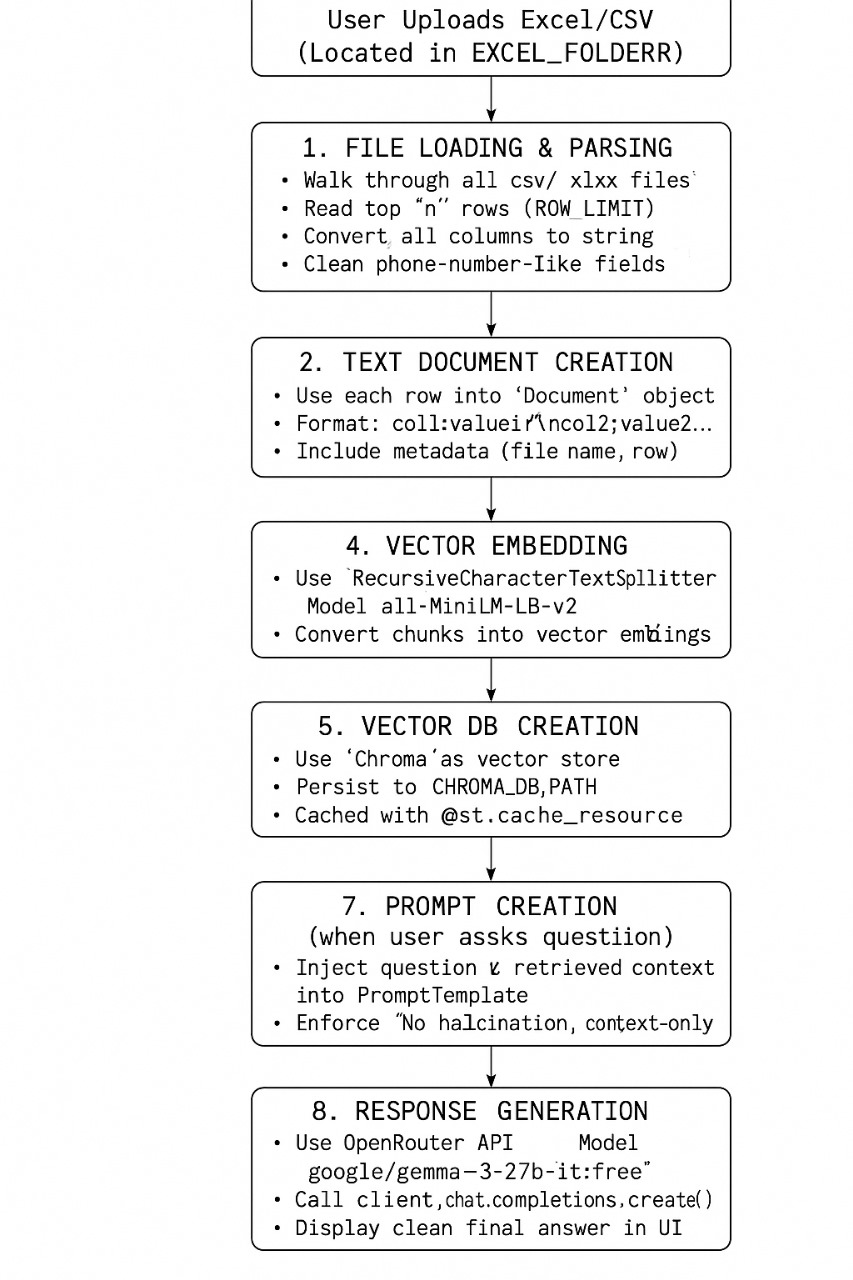 User Uploads Excel/CSV
(Located in EXCEL_FOLDERR)
1. FILE LOADING & PARSING
• Walk through all csv/ xlxx files
• Read top "n" rows (ROW_LIMIT)
• Convert all columns to string
• Clean phone-number-Iike fields
2. TEXT DOCUMENT CREATION
• Use each row into ‘Document’ object
• Format: \ncol2;value2...
• Include metadata (file name, row)
4. VECTOR EMBEDDING
• Use `RecursiveCharacterTextSpllitter
Model all-MiniLM-LB-v2
• Convert chunks into vector
5. VECTOR DB CREATION
• Use ‘Chroma’ as vector store
• Persist to CHROMA_DB,PATH
• Cached with @st.cache_resource
7. PROMPT CREATION
(when user assks questiion)
• Inject question retrieved context
into PromptTemplate
• Enforce "No halcination, context-only
8. RESPONSE GENERATION
• Use OpenRouter API Model
google/gemma-3-27b-it:free"
• Call client,chat.completions.create()
• Display clean final answer in UI